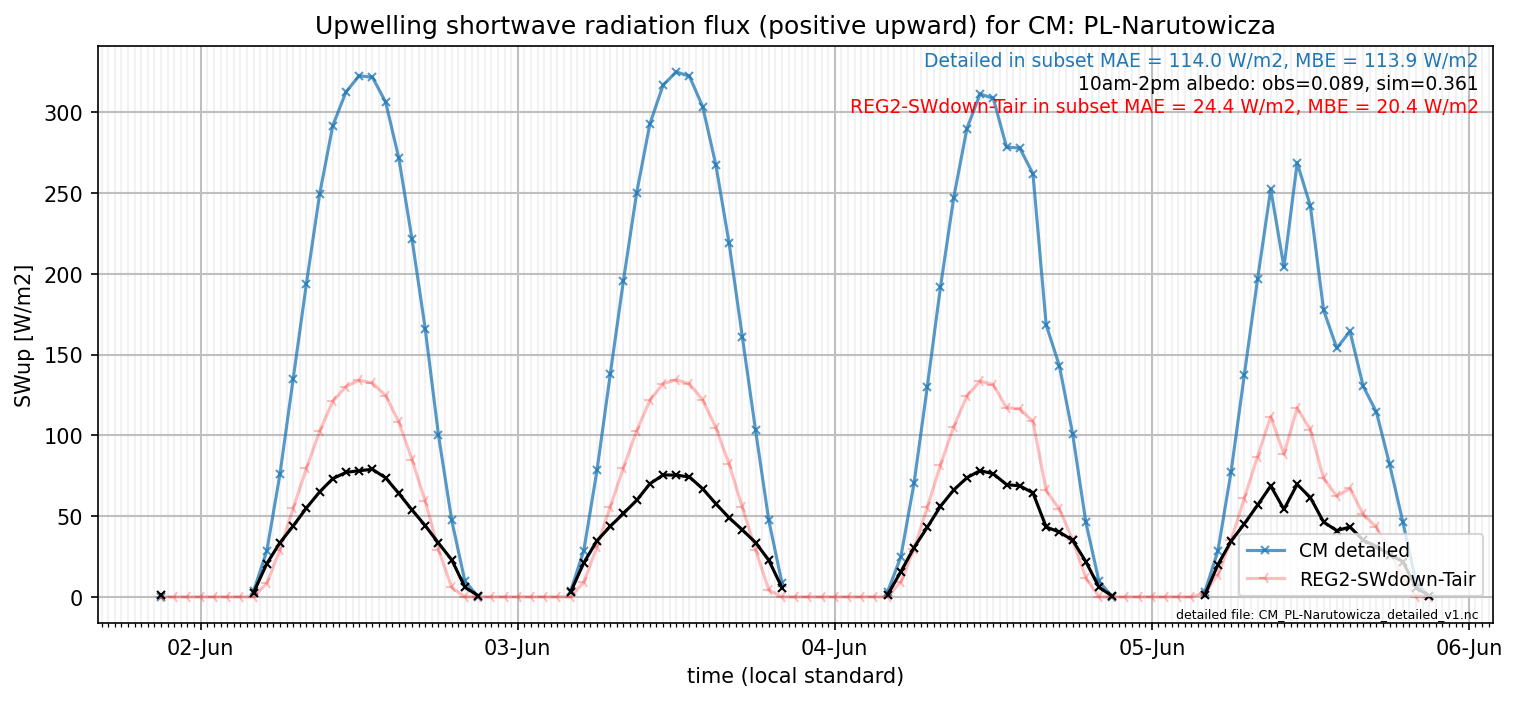 Upwelling shortwave radiation flux (positive upward) for CM: PL-Narutowicza
Detailed in subset MAE = 114.0 W/m2, MBE = 113.9 W/m2
10am-2pm albedo: obs=0.089, sim=0.361
REG2-SWdown-Tair in subset MAE = 24.4 W/m2, MBE = 20.4 W/m2
SWup [W/m2]
300
250
200
150
100
50
0
CM detailed
REG2-SWdown-Tair
detailed file: CM_PL-Narutowicza_detailed_v1.nc
02-Jun 03-Jun 04-Jun 05-Jun 06-Jun
time (local standard)